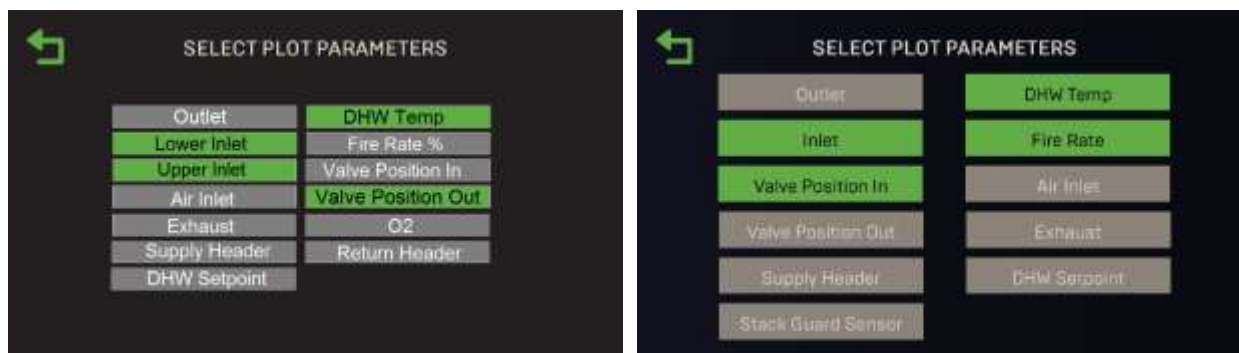 SELECT PLOT PARAMETERS
Outlet
DHW Temp
Lower Inlet
Fire Rate %
Upper Inlet
Valve Position In
Air Inlet
Valve Position Out
Exhaust
O2
Supply Header
Return Header
DHW Setpoint
SELECT PLOT PARAMETERS
Outlet
DHW Temp
Inlet
Fire Rate
Valve Position In
Air Inlet
Valve Position Out
Exhaust
Supply Header
DHW Setpoint
Stack Guard Sensor